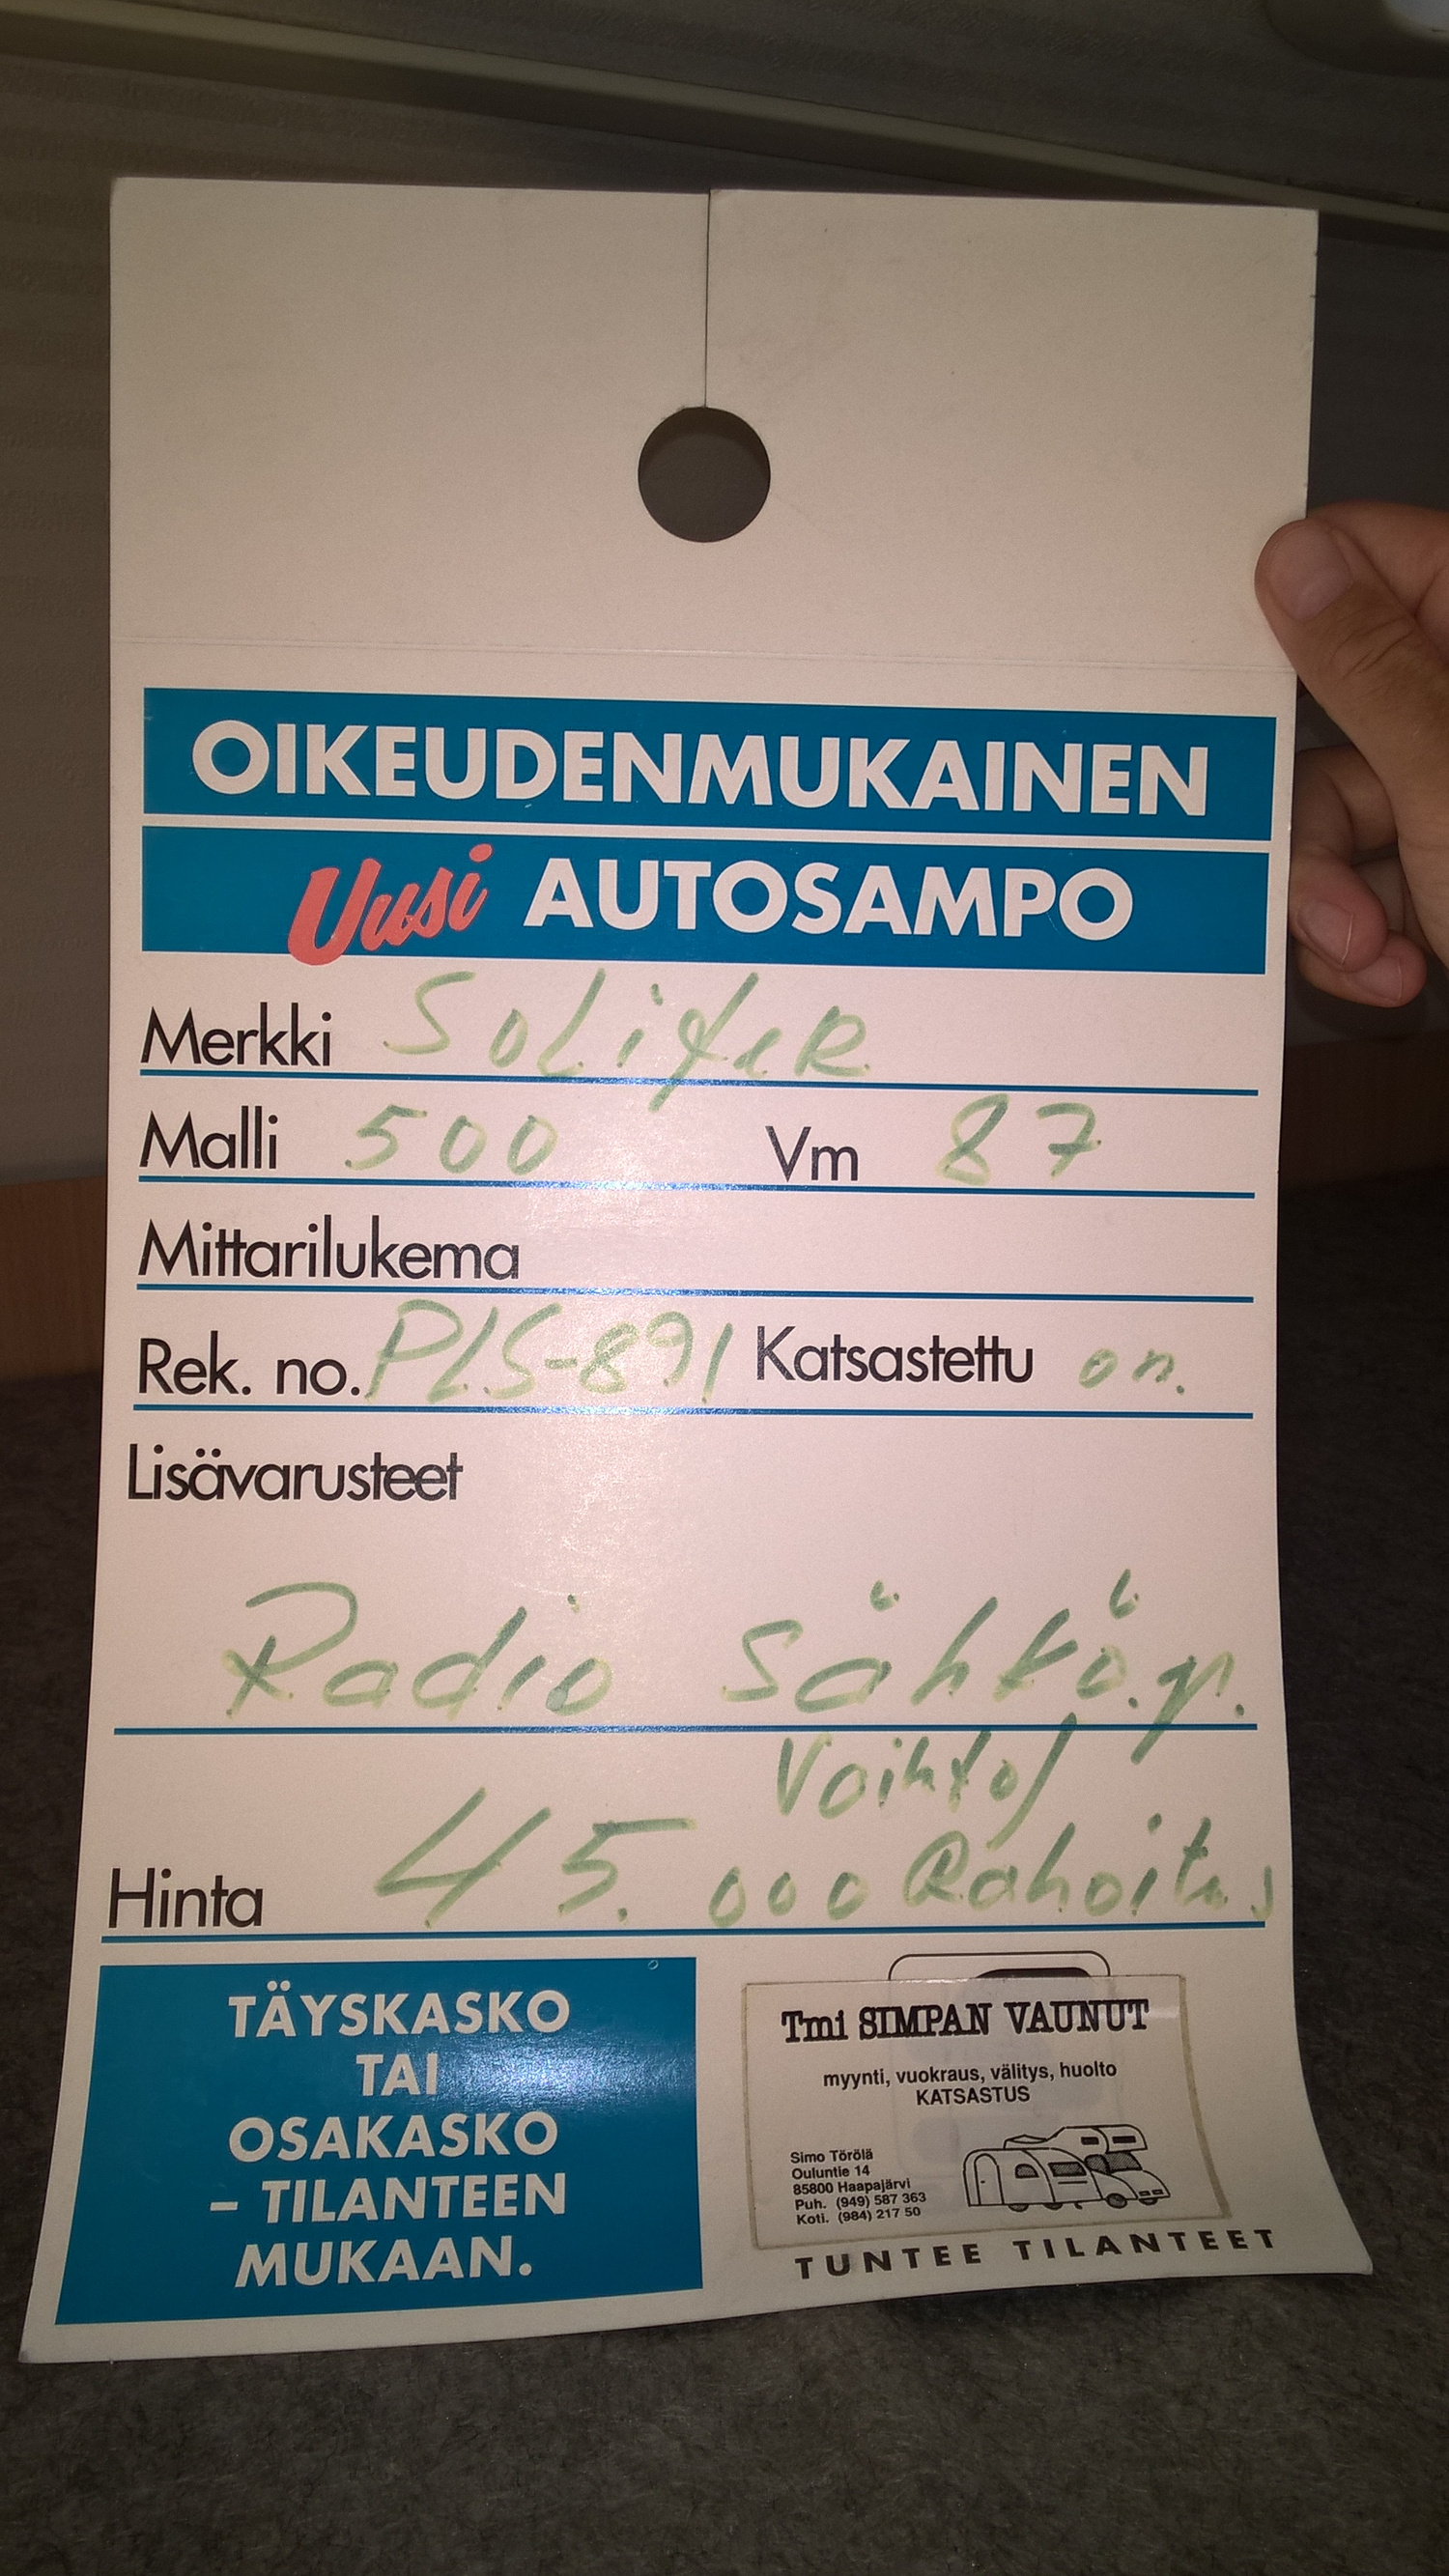 OIKEUDENMUKAINEN
Uusi AUTOSAMPO
Merkki SoLifeR
Malli 500 Vm 87
Mittarilukema
Rek. no. PLS-891 Katsastettu on.
Lisävarusteet
Radio Sähkö.p.
Vaihto/
Hinta 45.000 Rahoitus
TÄYSKASKO
TAI
OSAKASKO
– TILANTEEN
MUKAAN.
Tmi SIMPAN VAUNUT
myynti, vuokraus, välitys, huolto
KATSASTUS
Simo Törölä
Ouluntie 14
85800 Haapajärvi
Puh. (949) 587 363
Koti. (984) 217 50
TUNTEE TILANTEET